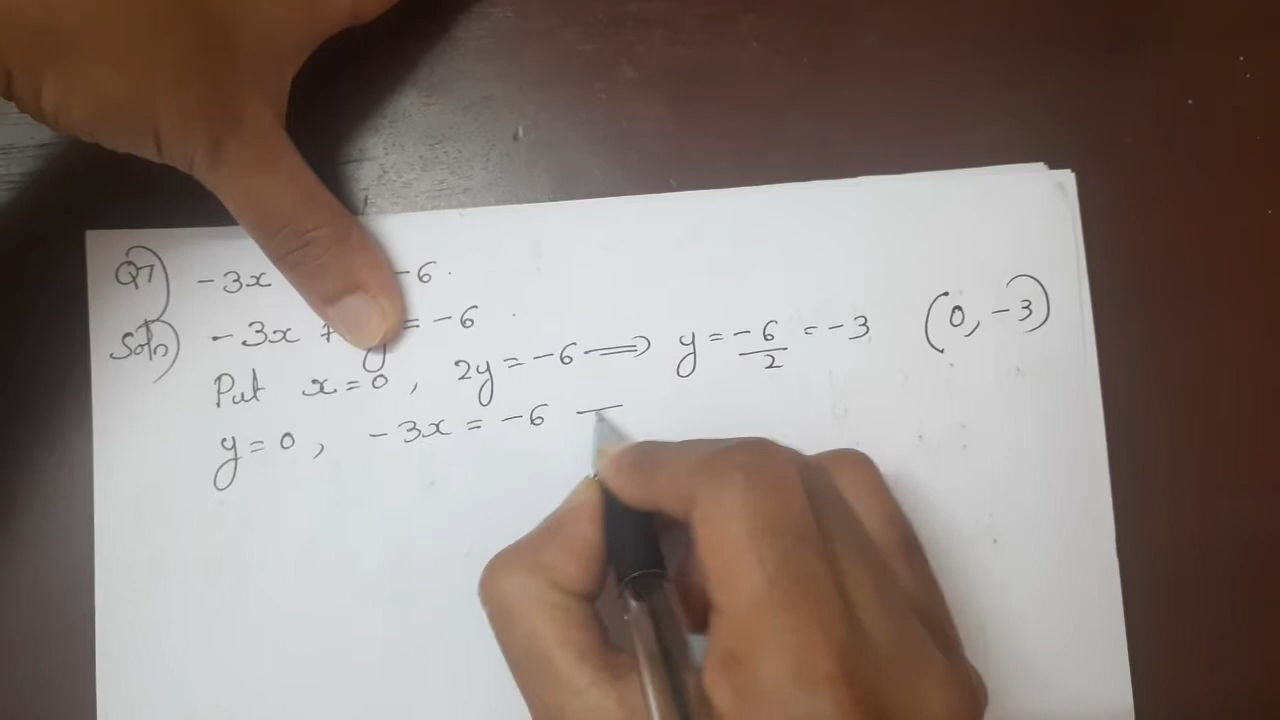 Q7) -3x -6.
Soln) -3x + y = -6
Put x=0, 2y=-6 ⟹ y = -6/2 = -3 (0, -3)
y=0, -3x = -6